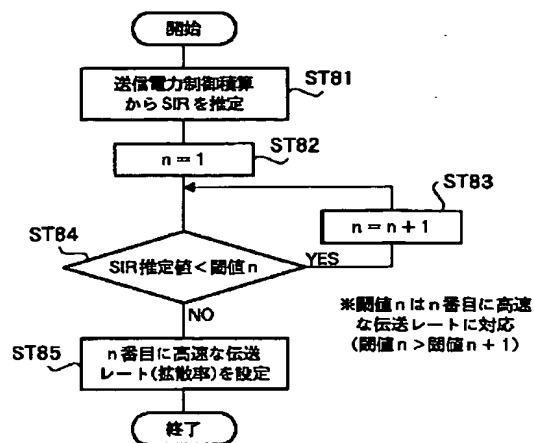 開始
送信電力制御積算
からSIRを推定
ST81
n＝1
ST82
ST83
n＝n＋1
ST84
SIR推定値＜閾値n
YES
NO
※閾値nはn番目に高速
な伝送レートに対応
（閾値n＞閾値n＋1）
ST85
n番目に高速な伝送
レート（拡散率）を設定
終了